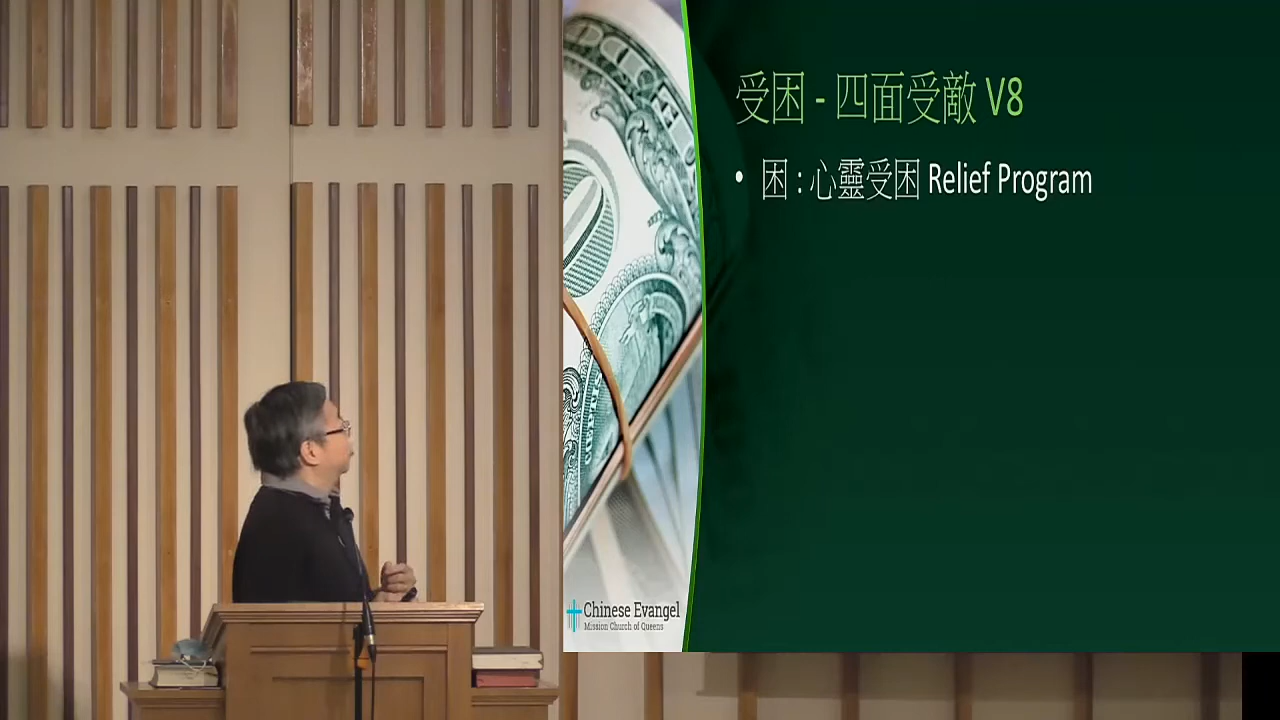 受困 - 四面受敵 V8
• 困 : 心靈受困 Relief Program
Chinese Evangel
Mission Church of Queens